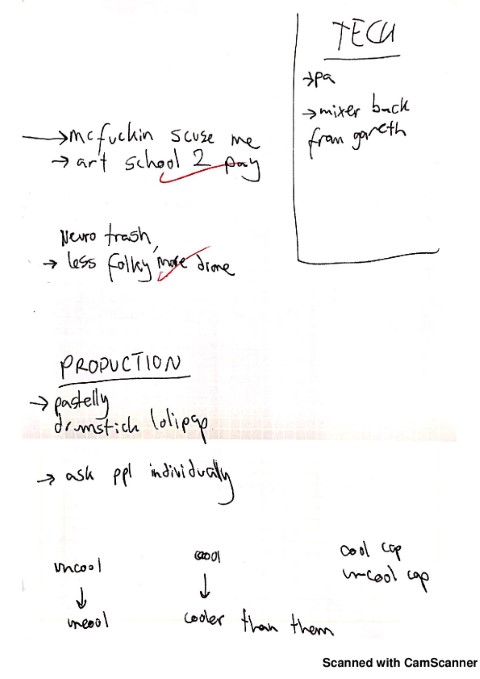 TECH
→pa
→mixer back
from gareth
→mcfuckin scuse me
→ art school 2 pay
Neuro trash,
→ less folky, more drone
PRODUCTION
→ pastelly
drumstick lolipop
→ ask ppl individually
uncool
↓
uncool
cool
↓
cooler than them
cool cop
uncool cop
Scanned with CamScanner